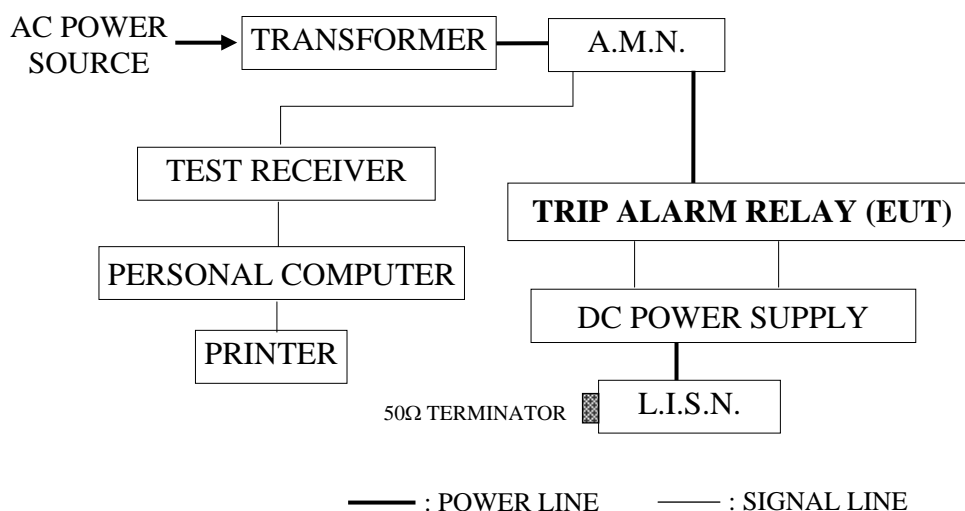 AC POWER
SOURCE
TRANSFORMER
A.M.N.
TEST RECEIVER
TRIP ALARM RELAY (EUT)
PERSONAL COMPUTER
DC POWER SUPPLY
PRINTER
L.I.S.N.
50Ω TERMINATOR
: POWER LINE
: SIGNAL LINE